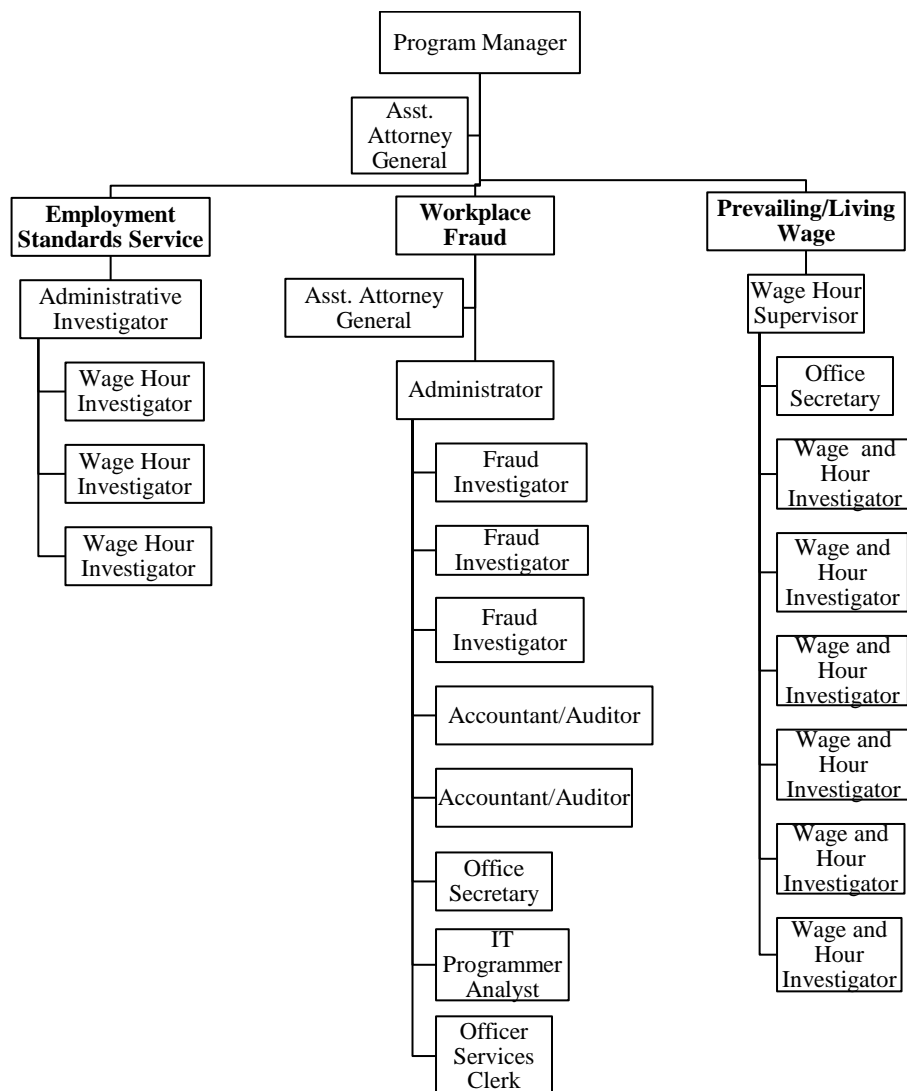 Program Manager
Asst.
Attorney
General
Employment
Standards Service
Administrative
Investigator
Wage Hour
Investigator
Wage Hour
Investigator
Wage Hour
Investigator
Workplace
Fraud
Asst. Attorney
General
Administrator
Fraud
Investigator
Fraud
Investigator
Fraud
Investigator
Accountant/Auditor
Accountant/Auditor
Office
Secretary
IT
Programmer
Analyst
Officer
Services
Clerk
Prevailing/Living
Wage
Wage Hour
Supervisor
Office
Secretary
Wage and
Hour
Investigator
Wage and
Hour
Investigator
Wage and
Hour
Investigator
Wage and
Hour
Investigator
Wage and
Hour
Investigator
Wage and
Hour
Investigator